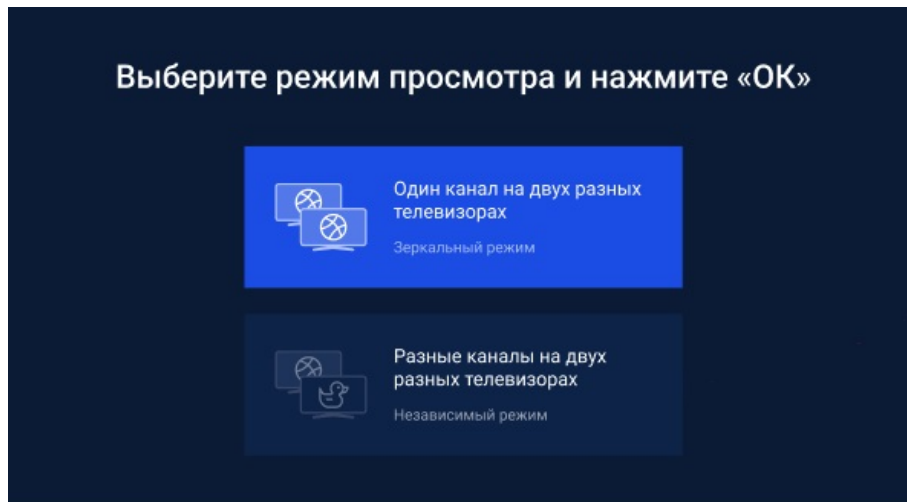 Выберите режим просмотра и нажмите «ОК»
Один канал на двух разных
телевизорах
Зеркальный режим
Разные каналы на двух
разных телевизорах
Независимый режим